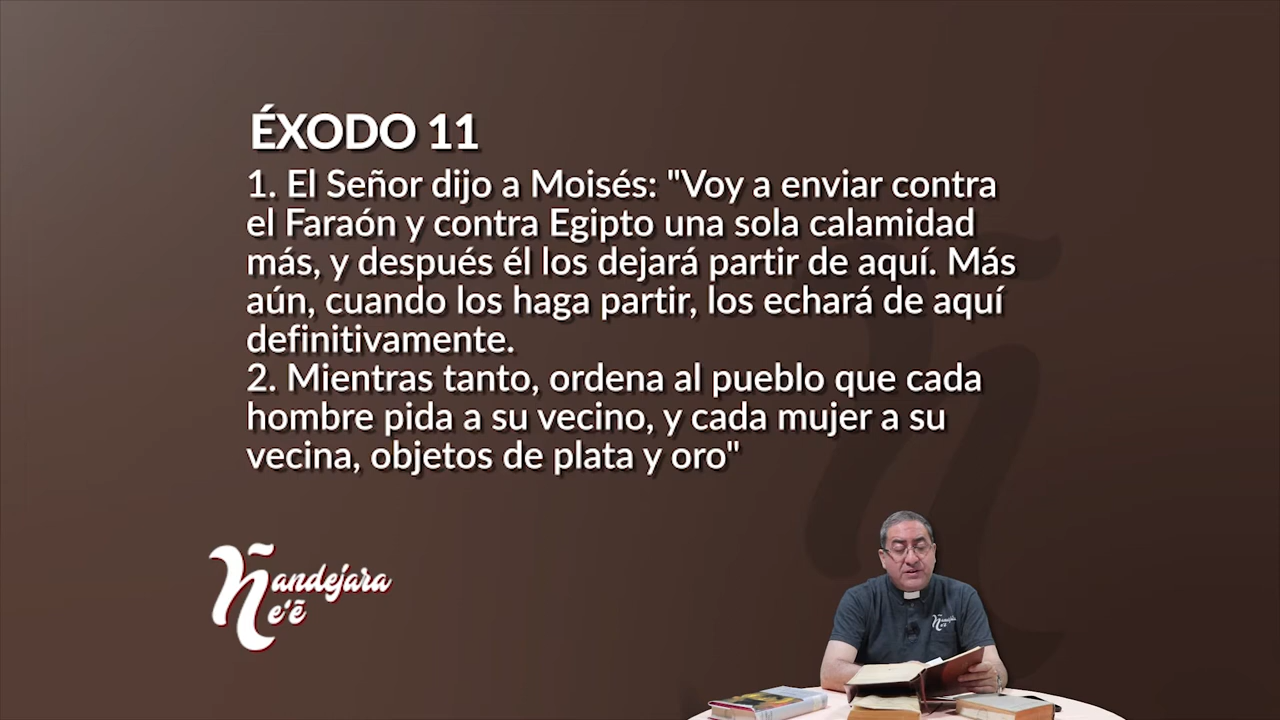 ÉXODO 11
1. El Señor dijo a Moisés: "Voy a enviar contra
el Faraón y contra Egipto una sola calamidad
más, y después él los dejará partir de aquí. Más
aún, cuando los haga partir, los echará de aquí
definitivamente.
2. Mientras tanto, ordena al pueblo que cada
hombre pida a su vecino, y cada mujer a su
vecina, objetos de plata y oro"
Ñandejara
Ñe'ẽ
Ñandejara
Ñe'ẽ